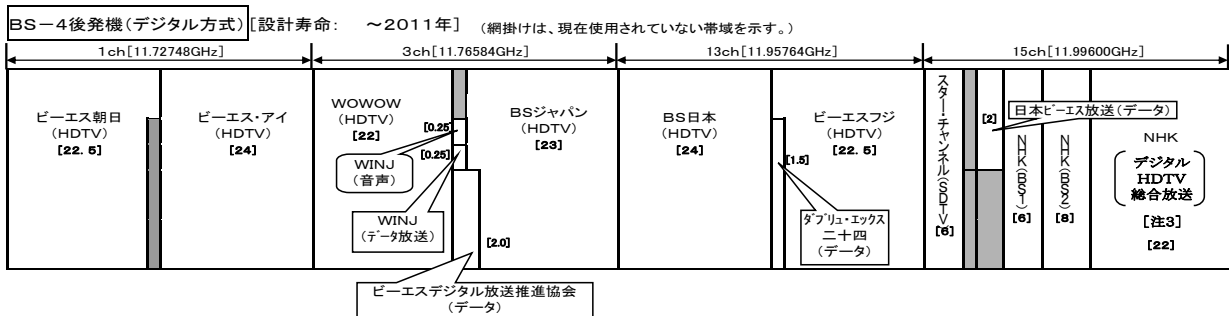 BS－4後発機(デジタル方式)[設計寿命:　～2011年] (網掛けは、現在使用されていない帯域を示す。)
1ch[11.72748GHz]
3ch[11.76584GHz]
13ch[11.95764GHz]
15ch[11.99600GHz]
ビーエス朝日
(HDTV)
[22.5]
ビーエス・アイ
(HDTV)
[24]
WOWOW
(HDTV)
[22]
[0.25]
[0.25]
WINJ
(音声)
WINJ
(データ放送)
[2.0]
ビーエスデジタル放送推進協会
(データ)
BSジャパン
(HDTV)
[23]
BS日本
(HDTV)
[24]
[1.5]
ダブリュ・エックス
二十四
(データ)
ビーエスフジ
(HDTV)
[22.5]
スター・チャンネル(SDTV)
[6]
[2]
日本ビーエス放送(データ)
NHK(BS1)
[6]
NHK(BS2)
[8]
NHK
デジタル
HDTV
総合放送
[注3]
[22]